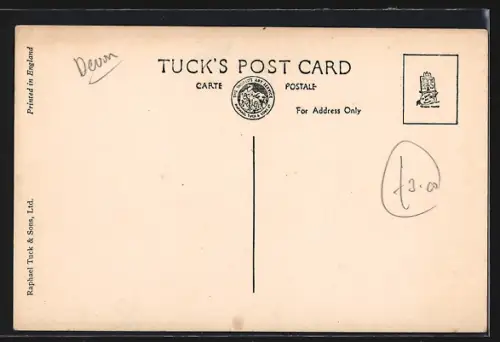 Devon
TUCK'S POST CARD
CARTE POSTALE
For Address Only
£3.00
Printed in England
Raphael Tuck & Sons, Ltd.